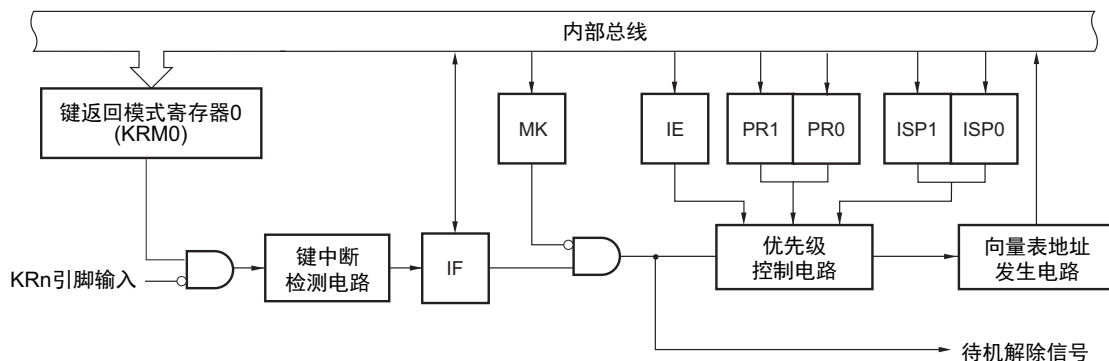 内部总线
键返回模式寄存器0
(KRM0)
MK
IE
PR1
PR0
ISP1
ISP0
KRn引脚输入
键中断
检测电路
IF
优先级
控制电路
向量表地址
发生电路
待机解除信号